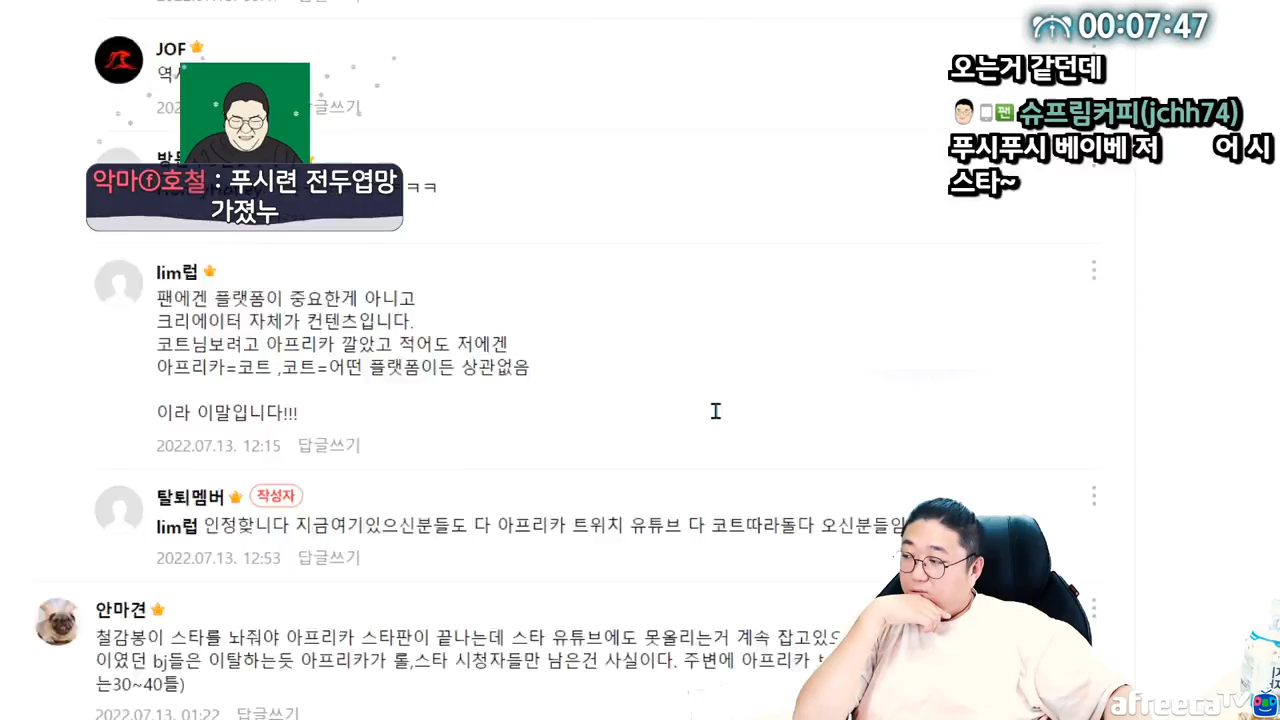 00:07:47
오는거 같던데
짼 슈프림커피(jchh74)
푸시푸시 베이베 저 어 시
스타~
JOF
역시
답글쓰기
악마ⓕ호철 : 푸시련 전두엽망
가졌누
ㅋㅋ
lim럽
팬에겐 플랫폼이 중요한게 아니고
크리에이터 자체가 컨텐츠입니다.
코트님보려고 아프리카 깔았고 적어도 저에겐
아프리카=코트 ,코트=어떤 플랫폼이든 상관없음
이라 이말입니다!!!
2022.07.13. 12:15 답글쓰기
탈퇴멤버 작성자
lim럽 인정핮니다 지금여기있으신분들도 다 아프리카 트위치 유튜브 다 코트따라돌다 오신분들임
2022.07.13. 12:53 답글쓰기
안마견
철감봉이 스타를 놔줘야 아프리카 스타판이 끝나는데 스타 유튜브에도 못올리는거 계속 잡고있으
이였던 bj들은 이탈하는듯 아프리카가 롤,스타 시청자들만 남은건 사실이다. 주변에 아프리카
는30~40틀)
2022.07.13. 01:22 답글쓰기
afreecaTV